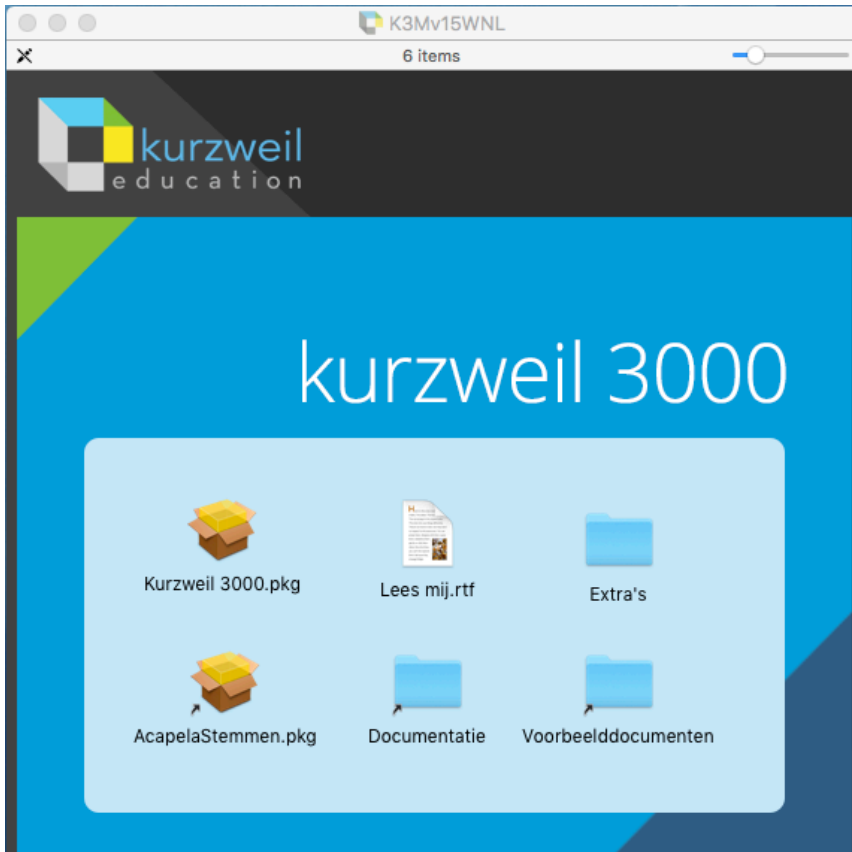 K3Mv15WNL
6 items
kurzweil
education
kurzweil 3000
Kurzweil 3000.pkg
Lees mij.rtf
Extra's
AcapelaStemmen.pkg
Documentatie
Voorbeelddocumenten